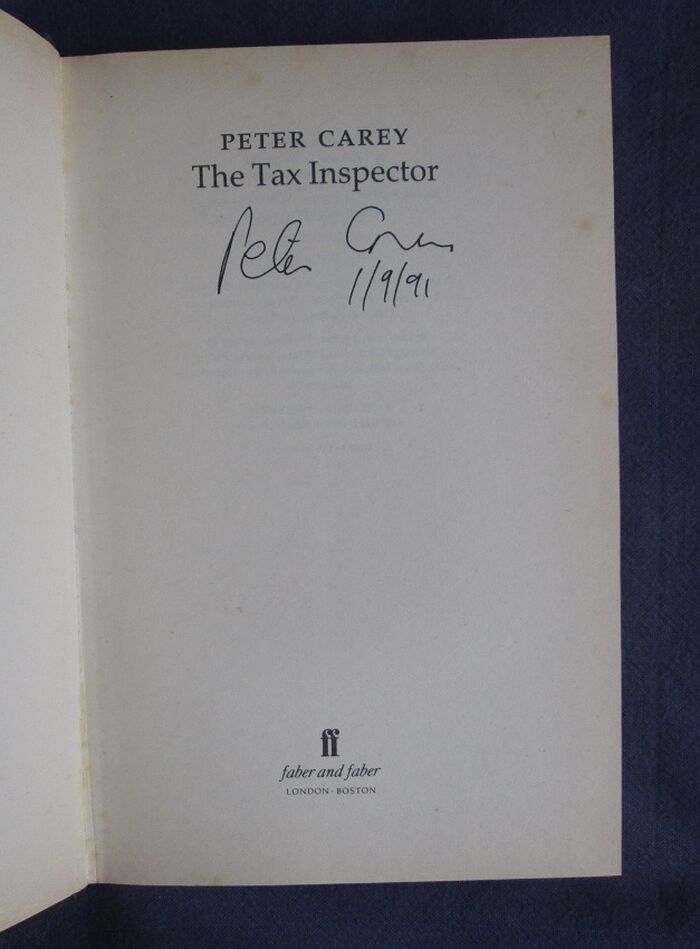 PETER CAREY
The Tax Inspector
Peter Carey
1/9/91
ff
faber and faber
LONDON · BOSTON